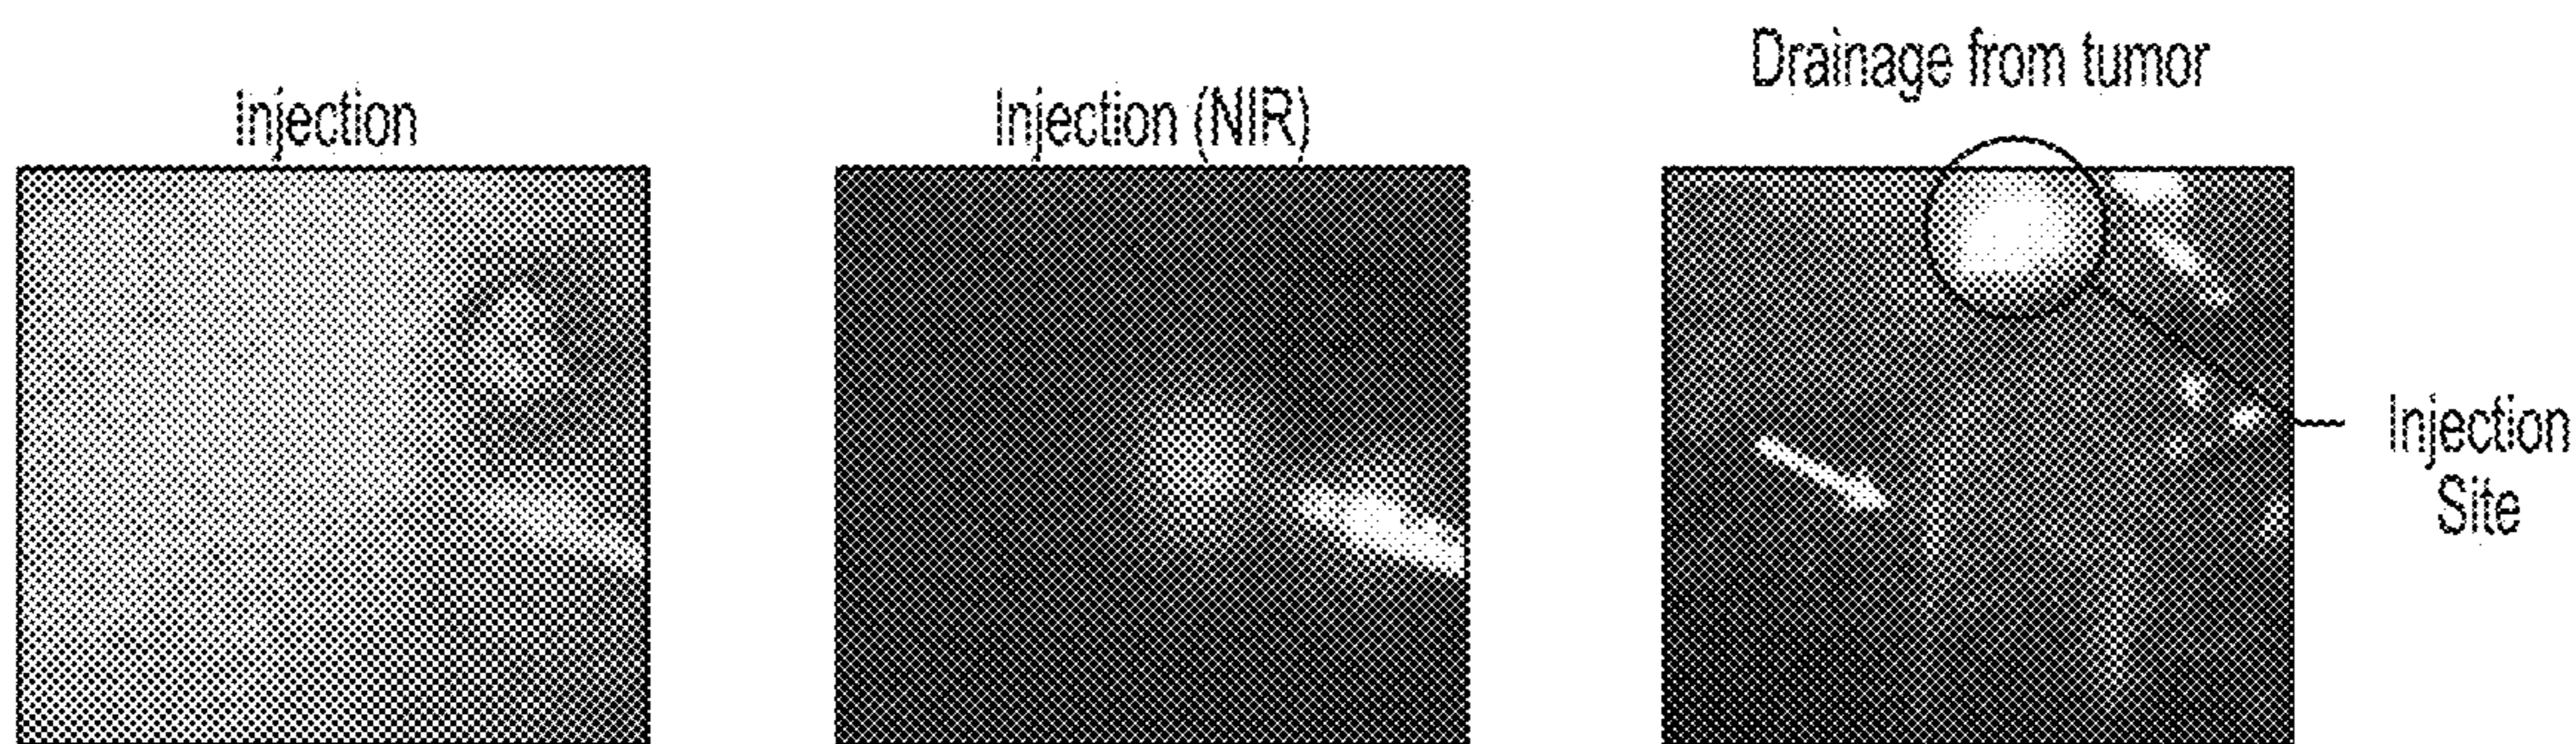 Injection
Injection (NIR)
Drainage from tumor
Injection
Site